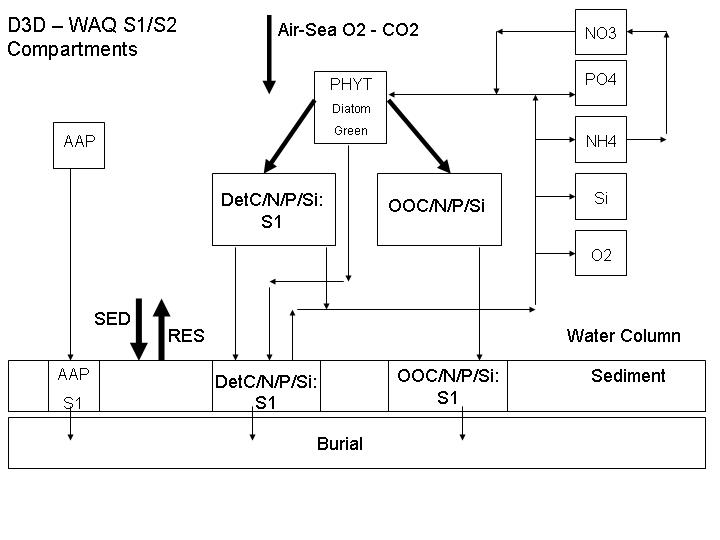 D3D – WAQ S1/S2
Compartments
Air-Sea O2 - CO2
NO3
PHYT
Diatom
Green
PO4
AAP
NH4
DetC/N/P/Si:
S1
OOC/N/P/Si
Si
O2
SED
RES
Water Column
AAP
S1
DetC/N/P/Si:
S1
OOC/N/P/Si:
S1
Sediment
Burial